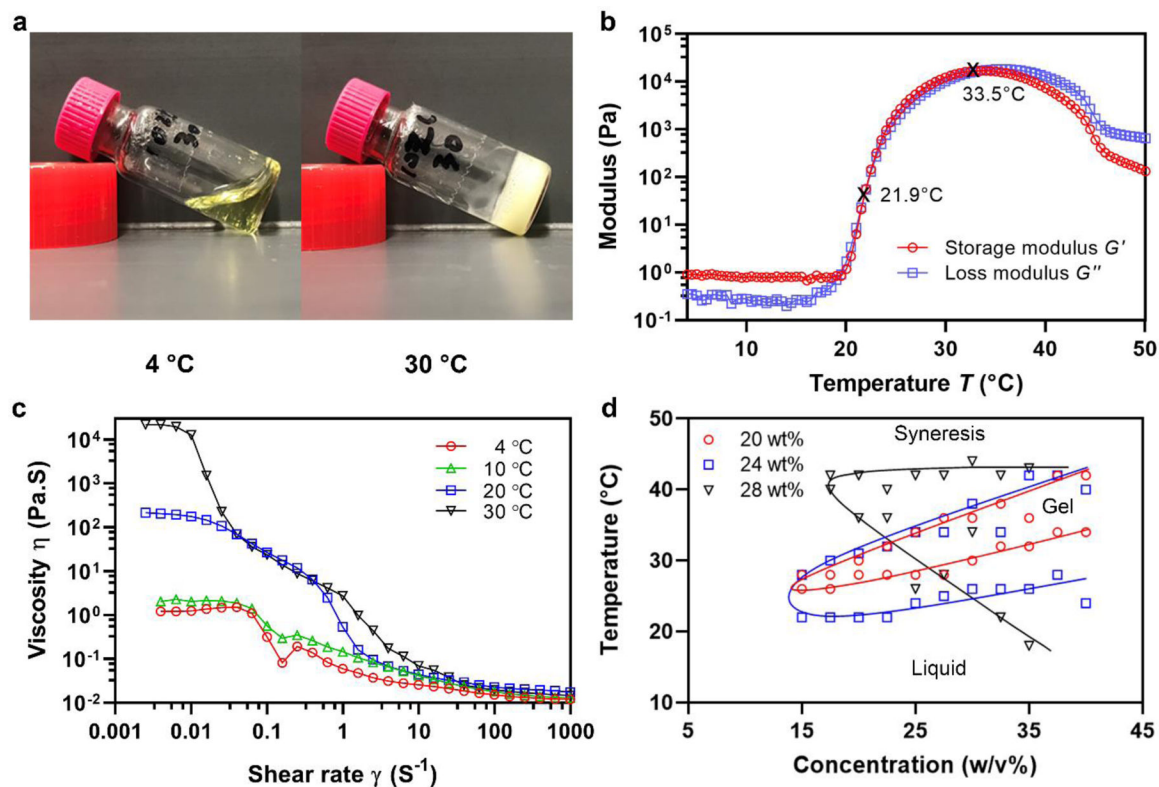 a
4 °C
30 °C
b
Modulus (Pa)
10⁵
10⁴
10³
10²
10¹
10⁰
10⁻¹
33.5°C
21.9°C
Storage modulus G′
Loss modulus G″
10 20 30 40 50
Temperature T (°C)
c
Viscosity η (Pa.S)
10⁴
10³
10²
10¹
10⁰
10⁻¹
10⁻²
4 °C
10 °C
20 °C
30 °C
0.001 0.01 0.1 1 10 100 1000
Shear rate γ (S⁻¹)
d
Temperature (°C)
50
40
30
20
10
Syneresis
20 wt%
24 wt%
28 wt%
Gel
Liquid
5 15 25 35 45
Concentration (w/v%)